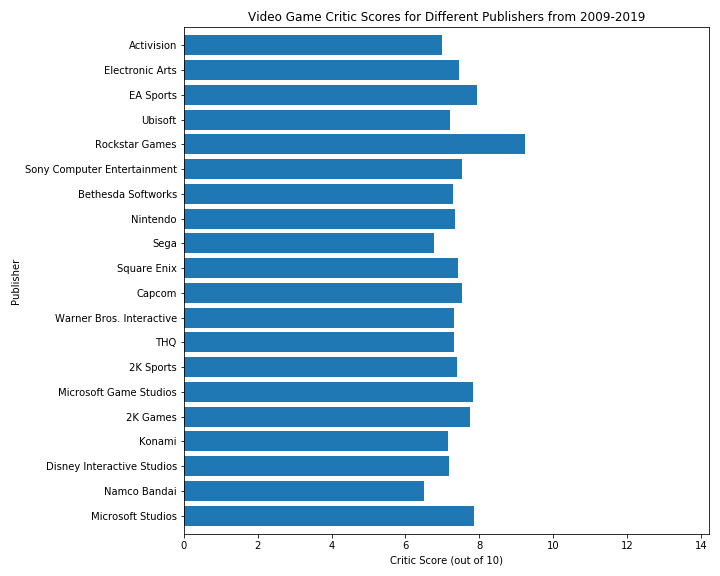 Video Game Critic Scores for Different Publishers from 2009-2019
Activision
Electronic Arts
EA Sports
Ubisoft
Rockstar Games
Sony Computer Entertainment
Bethesda Softworks
Nintendo
Sega
Square Enix
Capcom
Warner Bros. Interactive
THQ
2K Sports
Microsoft Game Studios
2K Games
Konami
Disney Interactive Studios
Namco Bandai
Microsoft Studios
Publisher
0 2 4 6 8 10 12 14
Critic Score (out of 10)